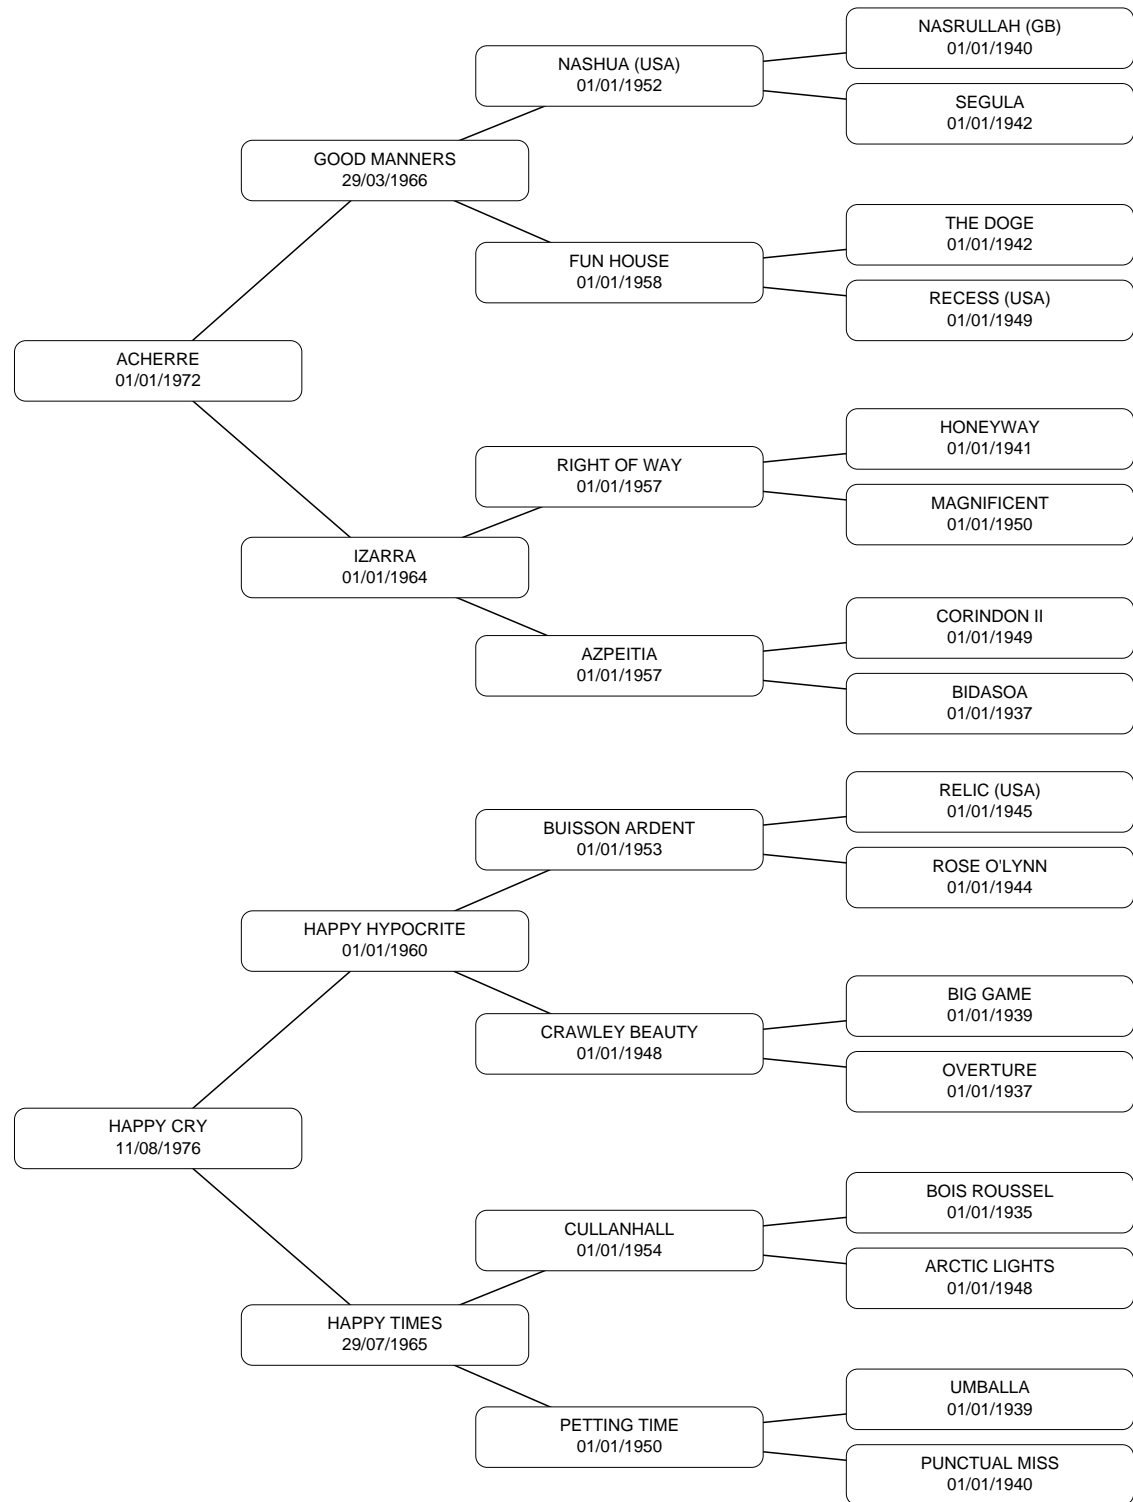 NASRULLAH (GB)
01/01/1940
NASHUA (USA)
01/01/1952
SEGULA
01/01/1942
GOOD MANNERS
29/03/1966
THE DOGE
01/01/1942
FUN HOUSE
01/01/1958
RECESS (USA)
01/01/1949
ACHERRE
01/01/1972
HONEYWAY
01/01/1941
RIGHT OF WAY
01/01/1957
MAGNIFICENT
01/01/1950
IZARRA
01/01/1964
CORINDON II
01/01/1949
AZPEITIA
01/01/1957
BIDASOA
01/01/1937
RELIC (USA)
01/01/1945
BUISSON ARDENT
01/01/1953
ROSE O'LYNN
01/01/1944
HAPPY HYPOCRITE
01/01/1960
BIG GAME
01/01/1939
CRAWLEY BEAUTY
01/01/1948
OVERTURE
01/01/1937
HAPPY CRY
11/08/1976
BOIS ROUSSEL
01/01/1935
CULLANHALL
01/01/1954
ARCTIC LIGHTS
01/01/1948
HAPPY TIMES
29/07/1965
UMBALLA
01/01/1939
PETTING TIME
01/01/1950
PUNCTUAL MISS
01/01/1940